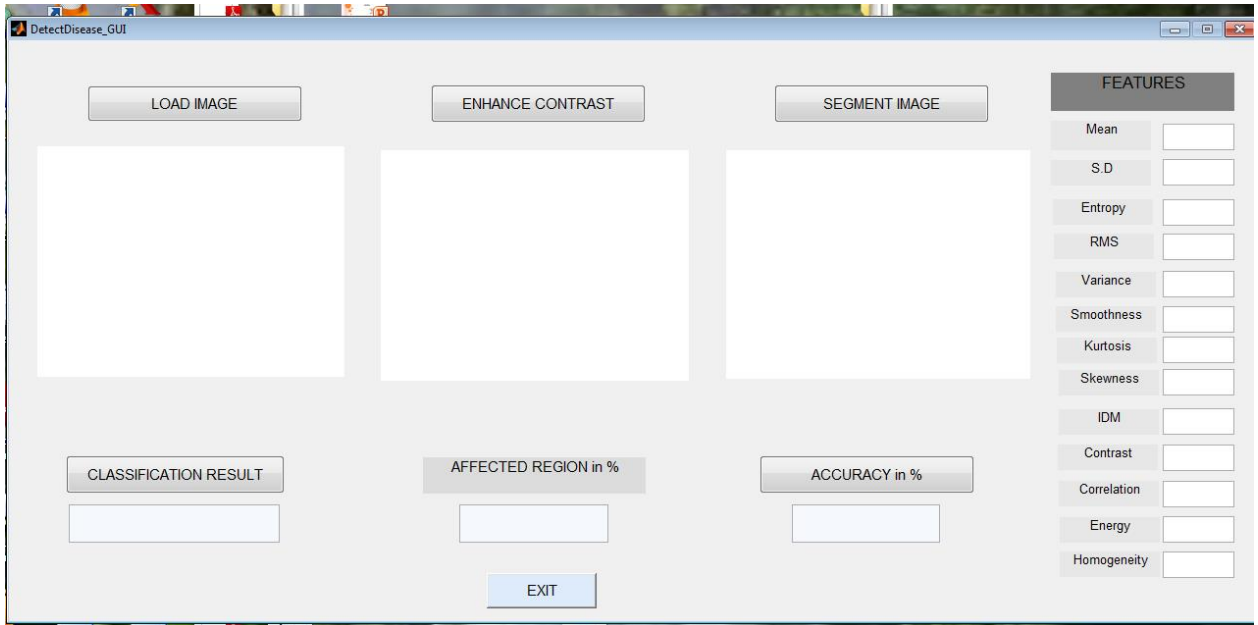 DetectDisease_GUI
LOAD IMAGE
ENHANCE CONTRAST
SEGMENT IMAGE
FEATURES
Mean
S.D
Entropy
RMS
Variance
Smoothness
Kurtosis
Skewness
IDM
Contrast
Correlation
Energy
Homogeneity
CLASSIFICATION RESULT
AFFECTED REGION in %
ACCURACY in %
EXIT